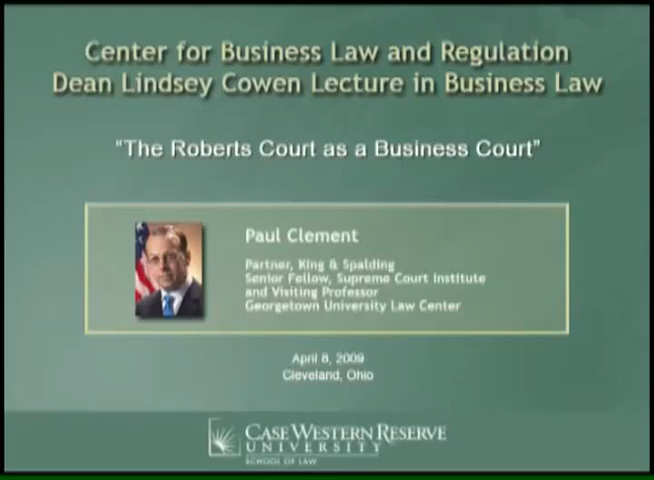 Center for Business Law and Regulation
Dean Lindsey Cowen Lecture in Business Law
"The Roberts Court as a Business Court"
Paul Clement
Partner, King & Spalding
Senior Fellow, Supreme Court Institute
and Visiting Professor
Georgetown University Law Center
April 8, 2009
Cleveland, Ohio
CASE WESTERN RESERVE
UNIVERSITY
SCHOOL OF LAW